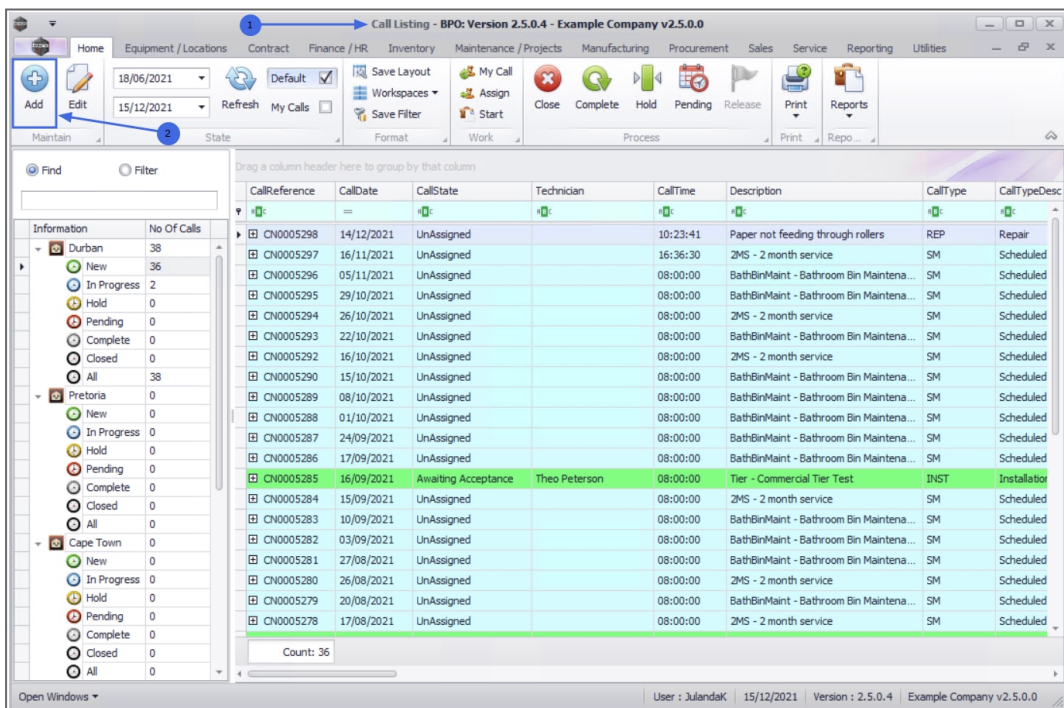 1
Call Listing - BPO: Version 2.5.0.4 - Example Company v2.5.0.0
Home Equipment / Locations Contract Finance / HR Inventory Maintenance / Projects Manufacturing Procurement Sales Service Reporting Utilities
18/06/2021 Default Save Layout My Call
Add Edit Refresh Workspaces Assign Close Complete Hold Pending Release Print Reports
15/12/2021 My Calls Save Filter Start
2
Maintain State Format Work Process Print Repo...
Find Filter
Drag a column header here to group by that column
CallReference CallDate CallState Technician CallTime Description CallType CallTypeDesc
Information No Of Calls
Durban 38
New 36
In Progress 2
Hold 0
Pending 0
Complete 0
Closed 0
All 38
Pretoria 0
New 0
In Progress 0
Hold 0
Pending 0
Complete 0
Closed 0
All 0
Cape Town 0
New 0
In Progress 0
Hold 0
Pending 0
Complete 0
Closed 0
All 0
CN0005298 14/12/2021 UnAssigned 10:23:41 Paper not feeding through rollers REP Repair
CN0005297 16/11/2021 UnAssigned 16:36:30 2MS - 2 month service SM Scheduled
CN0005296 05/11/2021 UnAssigned 08:00:00 BathBinMaint - Bathroom Bin Maintena... SM Scheduled
CN0005295 29/10/2021 UnAssigned 08:00:00 BathBinMaint - Bathroom Bin Maintena... SM Scheduled
CN0005294 26/10/2021 UnAssigned 08:00:00 2MS - 2 month service SM Scheduled
CN0005293 22/10/2021 UnAssigned 08:00:00 BathBinMaint - Bathroom Bin Maintena... SM Scheduled
CN0005292 16/10/2021 UnAssigned 08:00:00 2MS - 2 month service SM Scheduled
CN0005290 15/10/2021 UnAssigned 08:00:00 BathBinMaint - Bathroom Bin Maintena... SM Scheduled
CN0005289 08/10/2021 UnAssigned 08:00:00 BathBinMaint - Bathroom Bin Maintena... SM Scheduled
CN0005288 01/10/2021 UnAssigned 08:00:00 BathBinMaint - Bathroom Bin Maintena... SM Scheduled
CN0005287 24/09/2021 UnAssigned 08:00:00 BathBinMaint - Bathroom Bin Maintena... SM Scheduled
CN0005286 17/09/2021 UnAssigned 08:00:00 BathBinMaint - Bathroom Bin Maintena... SM Scheduled
CN0005285 16/09/2021 Awaiting Acceptance Theo Peterson 08:00:00 Tier - Commercial Tier Test INST Installation
CN0005284 15/09/2021 UnAssigned 08:00:00 2MS - 2 month service SM Scheduled
CN0005283 10/09/2021 UnAssigned 08:00:00 BathBinMaint - Bathroom Bin Maintena... SM Scheduled
CN0005282 03/09/2021 UnAssigned 08:00:00 BathBinMaint - Bathroom Bin Maintena... SM Scheduled
CN0005281 27/08/2021 UnAssigned 08:00:00 BathBinMaint - Bathroom Bin Maintena... SM Scheduled
CN0005280 26/08/2021 UnAssigned 08:00:00 2MS - 2 month service SM Scheduled
CN0005279 20/08/2021 UnAssigned 08:00:00 BathBinMaint - Bathroom Bin Maintena... SM Scheduled
CN0005278 17/08/2021 UnAssigned 08:00:00 2MS - 2 month service SM Scheduled
Count: 36
Open Windows User : JulandaK 15/12/2021 Version : 2.5.0.4 Example Company v2.5.0.0